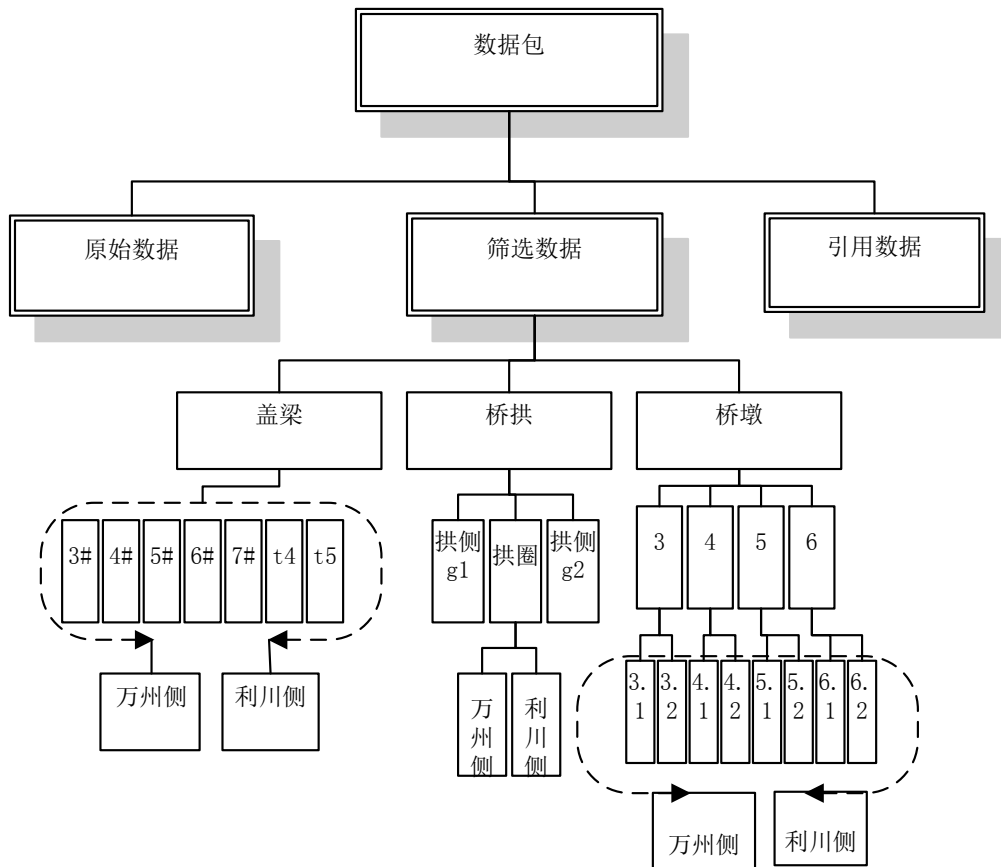 数据包
原始数据
筛选数据
引用数据
盖梁
桥拱
桥墩
3#
4#
5#
6#
7#
t4
t5
拱侧
g1
拱圈
拱侧
g2
3
4
5
6
万州侧
利川侧
万
州
侧
利
川
侧
3.
1
3.
2
4.
1
4.
2
5.
1
5.
2
6.
1
6.
2
万州侧
利川侧